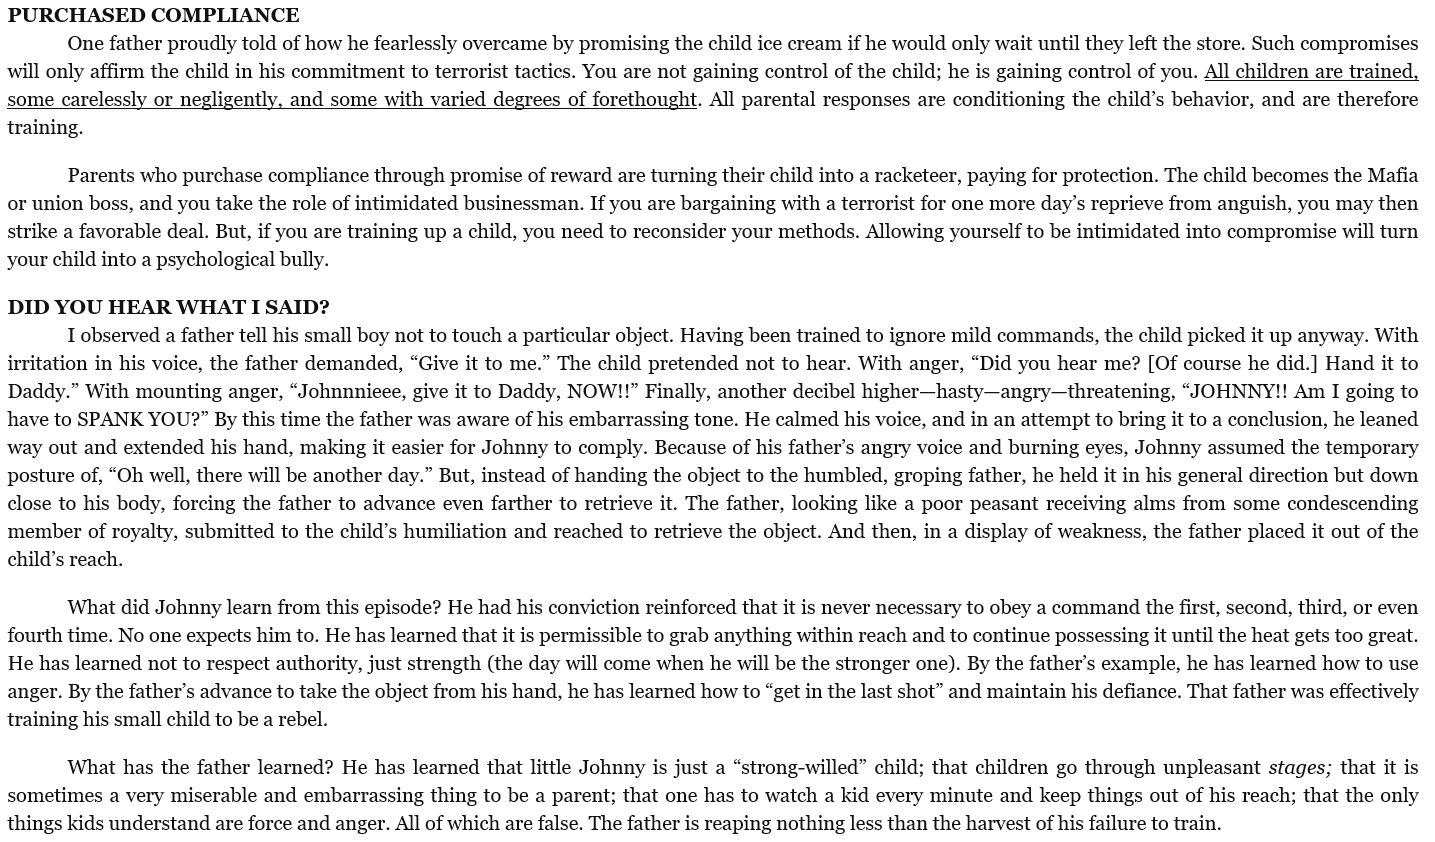 PURCHASED COMPLIANCE
One father proudly told of how he fearlessly overcame by promising the child ice cream if he would only wait until they left the store. Such compromises
will only affirm the child in his commitment to terrorist tactics. You are not gaining control of the child; he is gaining control of you. All children are trained,
some carelessly or negligently, and some with varied degrees of forethought. All parental responses are conditioning the child’s behavior, and are therefore
training.
Parents who purchase compliance through promise of reward are turning their child into a racketeer, paying for protection. The child becomes the Mafia
or union boss, and you take the role of intimidated businessman. If you are bargaining with a terrorist for one more day’s reprieve from anguish, you may then
strike a favorable deal. But, if you are training up a child, you need to reconsider your methods. Allowing yourself to be intimidated into compromise will turn
your child into a psychological bully.
DID YOU HEAR WHAT I SAID?
I observed a father tell his small boy not to touch a particular object. Having been trained to ignore mild commands, the child picked it up anyway. With
irritation in his voice, the father demanded, “Give it to me.” The child pretended not to hear. With anger, “Did you hear me? [Of course he did.] Hand it to
Daddy.” With mounting anger, “Johnnnieee, give it to Daddy, NOW!!” Finally, another decibel higher—hasty—angry—threatening, “JOHNNY!! Am I going to
have to SPANK YOU?” By this time the father was aware of his embarrassing tone. He calmed his voice, and in an attempt to bring it to a conclusion, he leaned
way out and extended his hand, making it easier for Johnny to comply. Because of his father’s angry voice and burning eyes, Johnny assumed the temporary
posture of, “Oh well, there will be another day.” But, instead of handing the object to the humbled, groping father, he held it in his general direction but down
close to his body, forcing the father to advance even farther to retrieve it. The father, looking like a poor peasant receiving alms from some condescending
member of royalty, submitted to the child’s humiliation and reached to retrieve the object. And then, in a display of weakness, the father placed it out of the
child’s reach.
What did Johnny learn from this episode? He had his conviction reinforced that it is never necessary to obey a command the first, second, third, or even
fourth time. No one expects him to. He has learned that it is permissible to grab anything within reach and to continue possessing it until the heat gets too great.
He has learned not to respect authority, just strength (the day will come when he will be the stronger one). By the father’s example, he has learned how to use
anger. By the father’s advance to take the object from his hand, he has learned how to “get in the last shot” and maintain his defiance. That father was effectively
training his small child to be a rebel.
What has the father learned? He has learned that little Johnny is just a “strong-willed” child; that children go through unpleasant stages; that it is
sometimes a very miserable and embarrassing thing to be a parent; that one has to watch a kid every minute and keep things out of his reach; that the only
things kids understand are force and anger. All of which are false. The father is reaping nothing less than the harvest of his failure to train.